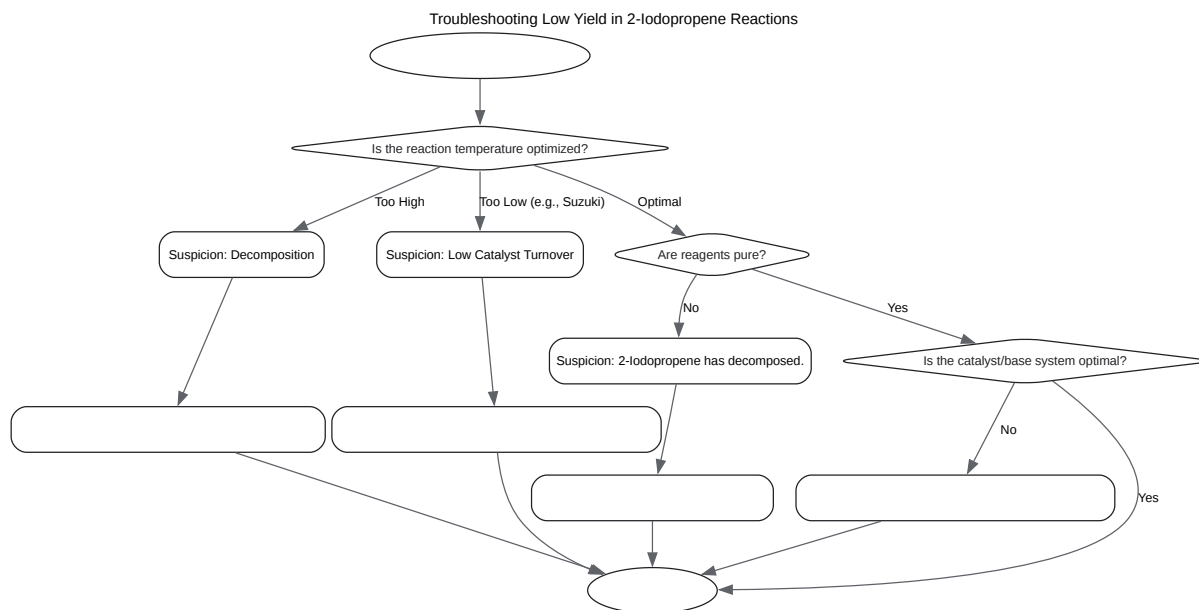 Troubleshooting Low Yield in 2-Iodopropene Reactions
Is the reaction temperature optimized?
Too High
Too Low (e.g., Suzuki)
Optimal
Suspicion: Decomposition
Suspicion: Low Catalyst Turnover
Are reagents pure?
No
Yes
Suspicion: 2-Iodopropene has decomposed.
Is the catalyst/base system optimal?
No
Yes